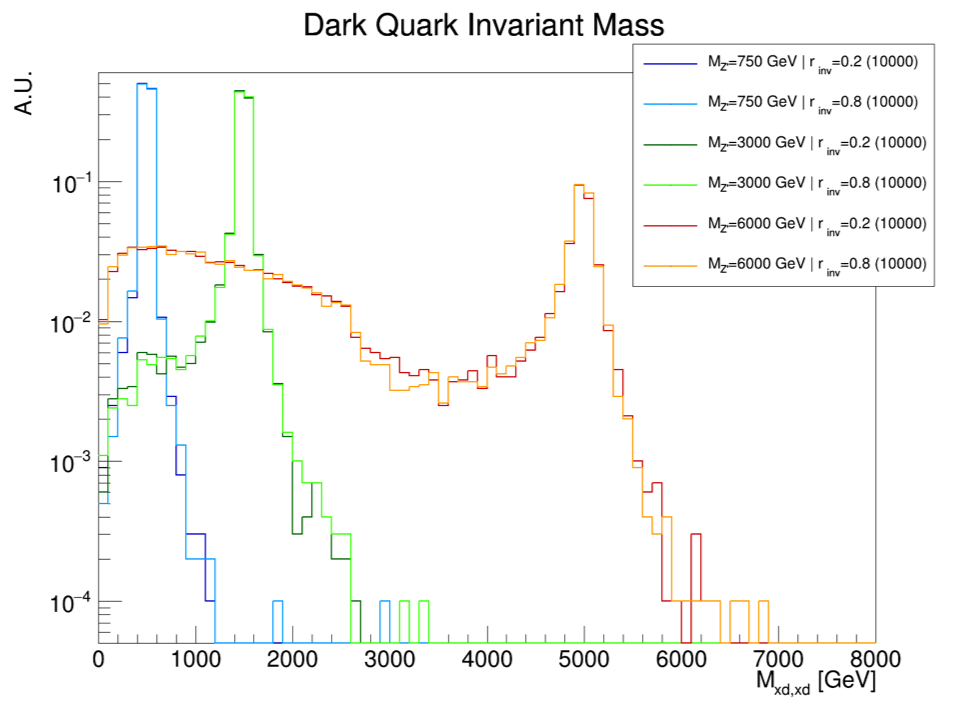 Dark Quark Invariant Mass
A.U.
M_Z'=750 GeV | r_inv=0.2 (10000)
M_Z'=750 GeV | r_inv=0.8 (10000)
M_Z'=3000 GeV | r_inv=0.2 (10000)
M_Z'=3000 GeV | r_inv=0.8 (10000)
M_Z'=6000 GeV | r_inv=0.2 (10000)
M_Z'=6000 GeV | r_inv=0.8 (10000)
10⁻¹
10⁻²
10⁻³
10⁻⁴
0 1000 2000 3000 4000 5000 6000 7000 8000
M_xd,xd [GeV]